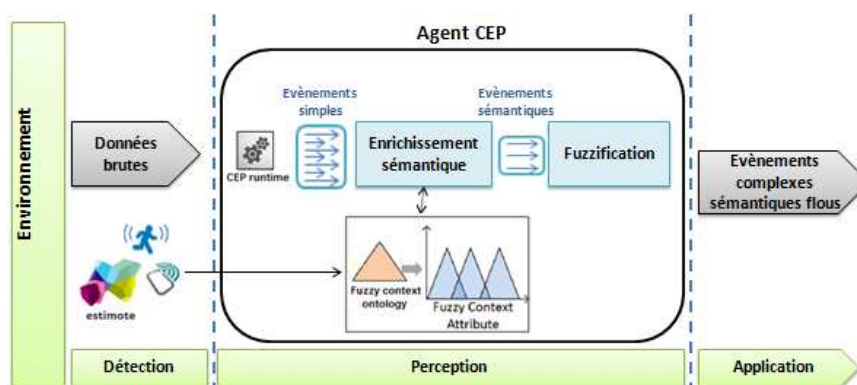 Agent CEP
Environnement
Données
brutes
Evènements
simples
CEP runtime
Enrichissement
sémantique
Evènements
sémantiques
Fuzzification
Evènements
complexes
sémantiques flous
estimote
Fuzzy context
ontology
Fuzzy Context
Attribute
Détection
Perception
Application